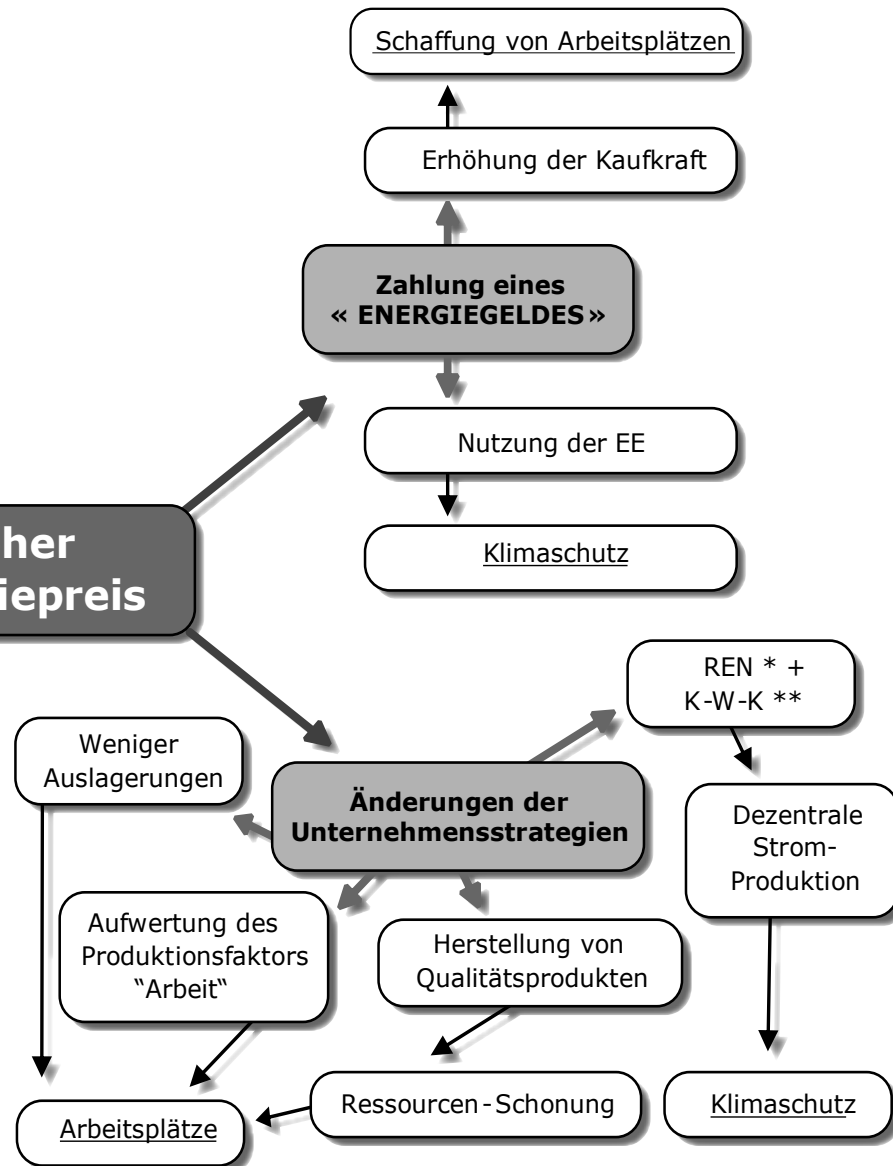 Schaffung von Arbeitsplätzen
Erhöhung der Kaufkraft
Zahlung eines
« ENERGIEGELDES »
Nutzung der EE
Klimaschutz
her
iepreis
REN * +
K-W-K **
Weniger
Auslagerungen
Änderungen der
Unternehmensstrategien
Dezentrale
Strom-
Produktion
Aufwertung des
Produktionsfaktors
“Arbeit“
Herstellung von
Qualitätsprodukten
Arbeitsplätze
Ressourcen-Schonung
Klimaschutz